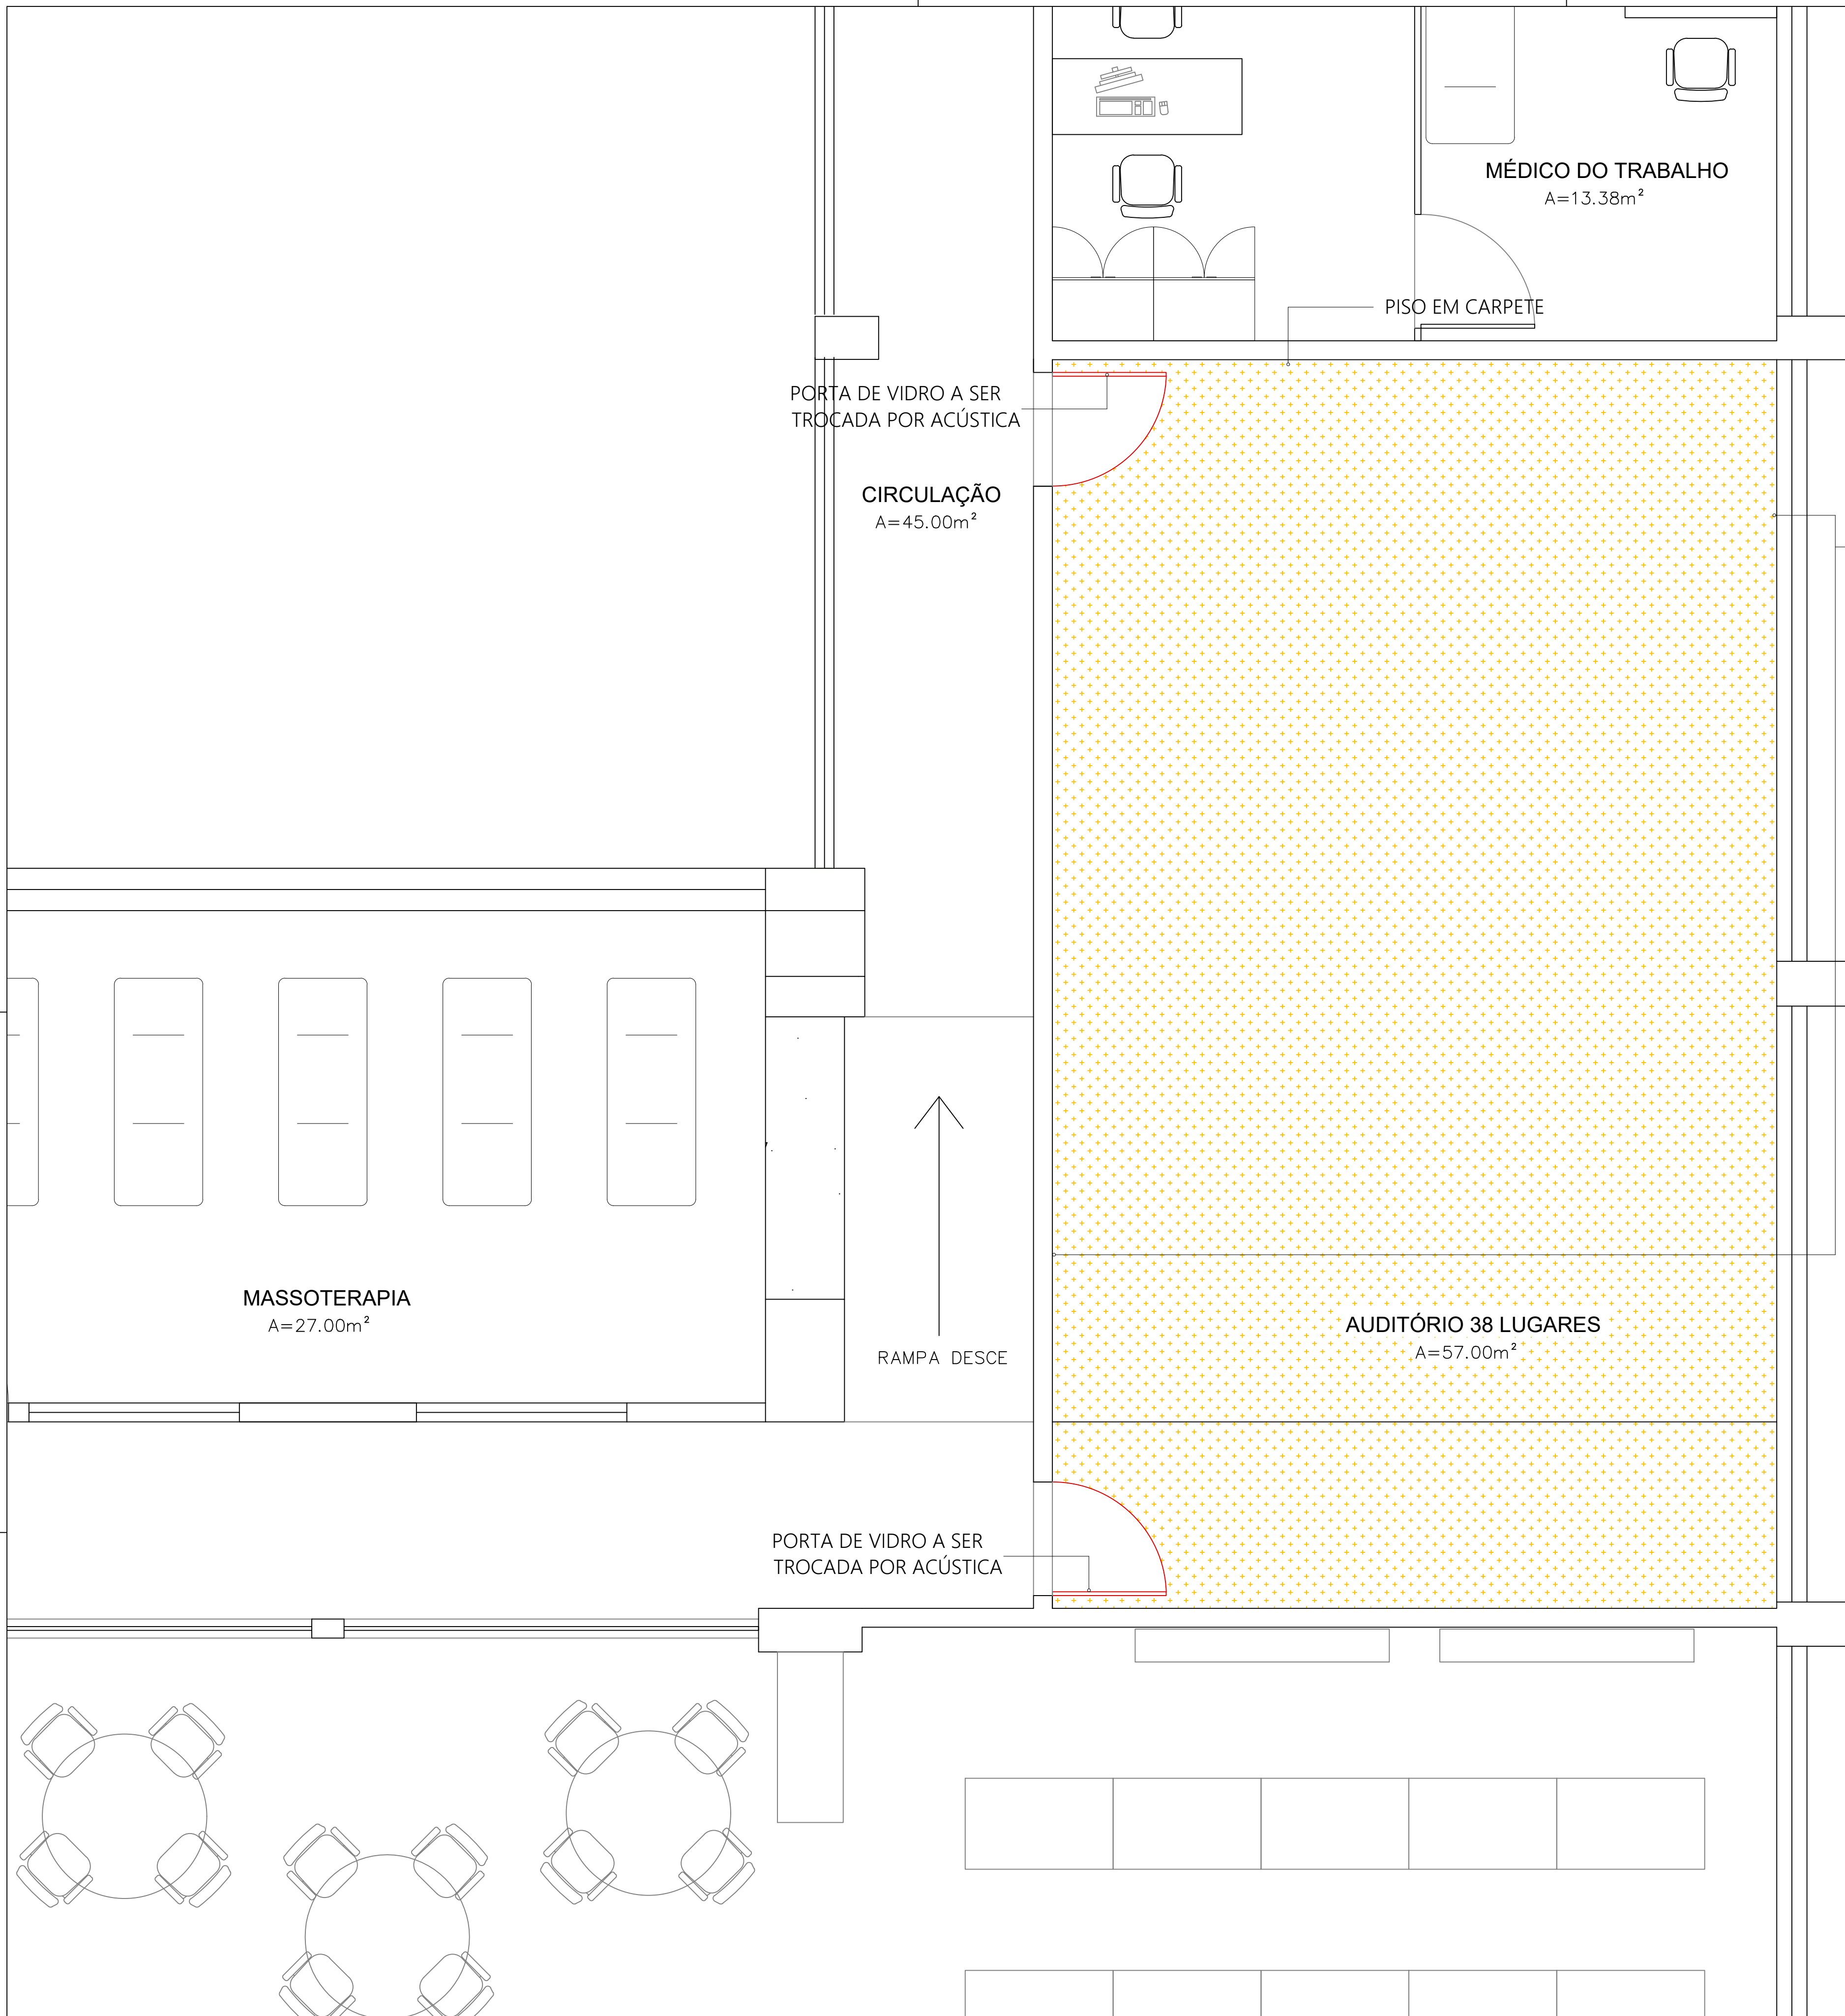 MÉDICO DO TRABALHO
A=13.38m²
PISO EM CARPETE
PORTA DE VIDRO A SER
TROCADA POR ACÚSTICA
CIRCULAÇÃO
A=45.00m²
MASSOTERAPIA
A=27.00m²
RAMPA DESCE
AUDITÓRIO 38 LUGARES
A=57.00m²
PORTA DE VIDRO A SER
TROCADA POR ACÚSTICA